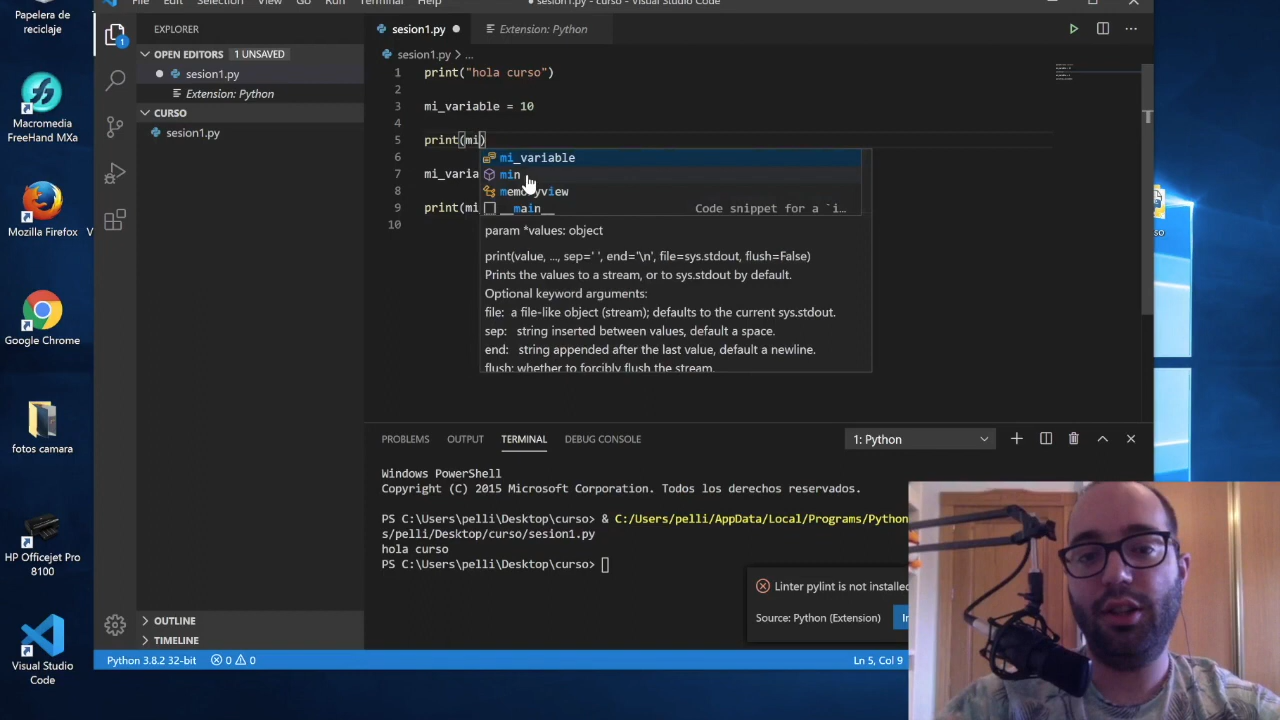 Papelera de
reciclaje
Macromedia
FreeHand MXa
Mozilla Firefox
Google Chrome
fotos camara
HP Officejet Pro
8100
Visual Studio
Code
File Edit Selection View Go Run Terminal Help
● sesion1.py - curso - Visual Studio Code
EXPLORER
OPEN EDITORS 1 UNSAVED
sesion1.py
Extension: Python
CURSO
sesion1.py
OUTLINE
TIMELINE
1
sesion1.py ●
Extension: Python
sesion1.py > ...
1 print("hola curso")
2
3 mi_variable = 10
4
5 print(mi)
6
7 mi_varia
8
9 print(mi
10
mi_variable
min
memoryview
__main__ Code snippet for a `i…
param *values: object
print(value, ..., sep=' ', end='\n', file=sys.stdout, flush=False)
Prints the values to a stream, or to sys.stdout by default.
Optional keyword arguments:
file: a file-like object (stream); defaults to the current sys.stdout.
sep: string inserted between values, default a space.
end: string appended after the last value, default a newline.
flush: whether to forcibly flush the stream.
PROBLEMS OUTPUT TERMINAL DEBUG CONSOLE
1: Python
Windows PowerShell
Copyright (C) 2015 Microsoft Corporation. Todos los derechos reservados.
PS C:\Users\pelli\Desktop\curso> & C:/Users/pelli/AppData/Local/Programs/Python
s/pelli/Desktop/curso/sesion1.py
hola curso
PS C:\Users\pelli\Desktop\curso>
Linter pylint is not installed
Source: Python (Extension)
Python 3.8.2 32-bit 0 0
Ln 5, Col 9